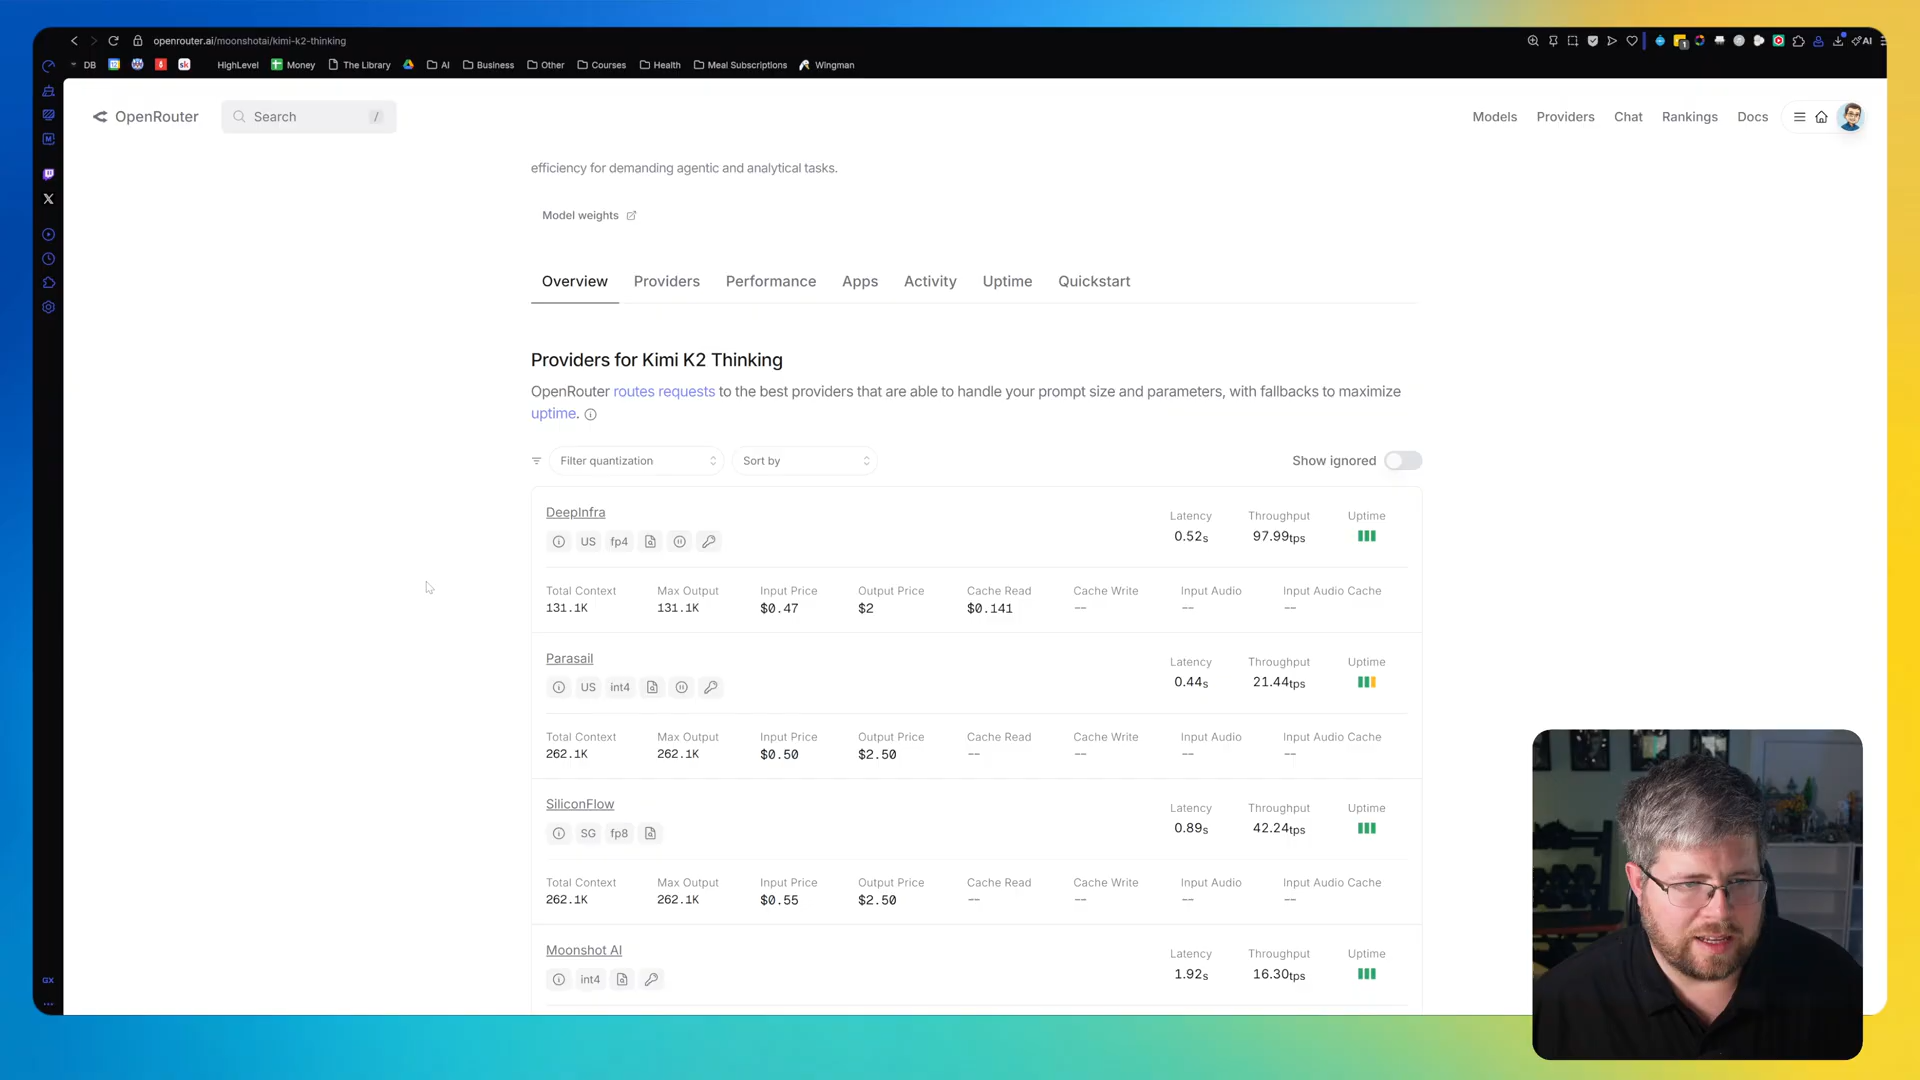 openrouter.ai/moonshotai/kimi-k2-thinking
AI
DB
sk
HighLevel
Money
The Library
AI
Business
Other
Courses
Health
Meal Subscriptions
Wingman
OpenRouter
Search
/
Models
Providers
Chat
Rankings
Docs
efficiency for demanding agentic and analytical tasks.
Model weights
Overview
Providers
Performance
Apps
Activity
Uptime
Quickstart
Providers for Kimi K2 Thinking
OpenRouter routes requests to the best providers that are able to handle your prompt size and parameters, with fallbacks to maximize
uptime.
Filter quantization
Sort by
Show ignored
DeepInfra
Latency Throughput Uptime
0.52s 97.99tps
US fp4
Total Context Max Output Input Price Output Price Cache Read Cache Write Input Audio Input Audio Cache
131.1K 131.1K $0.47 $2 $0.141 -- -- --
Parasail
Latency Throughput Uptime
0.44s 21.44tps
US int4
Total Context Max Output Input Price Output Price Cache Read Cache Write Input Audio Input Audio Cache
262.1K 262.1K $0.50 $2.50 -- -- -- --
SiliconFlow
Latency Throughput Uptime
0.89s 42.24tps
SG fp8
Total Context Max Output Input Price Output Price Cache Read Cache Write Input Audio Input Audio Cache
262.1K 262.1K $0.55 $2.50 -- -- -- --
Moonshot AI
Latency Throughput Uptime
1.92s 16.30tps
int4
GX